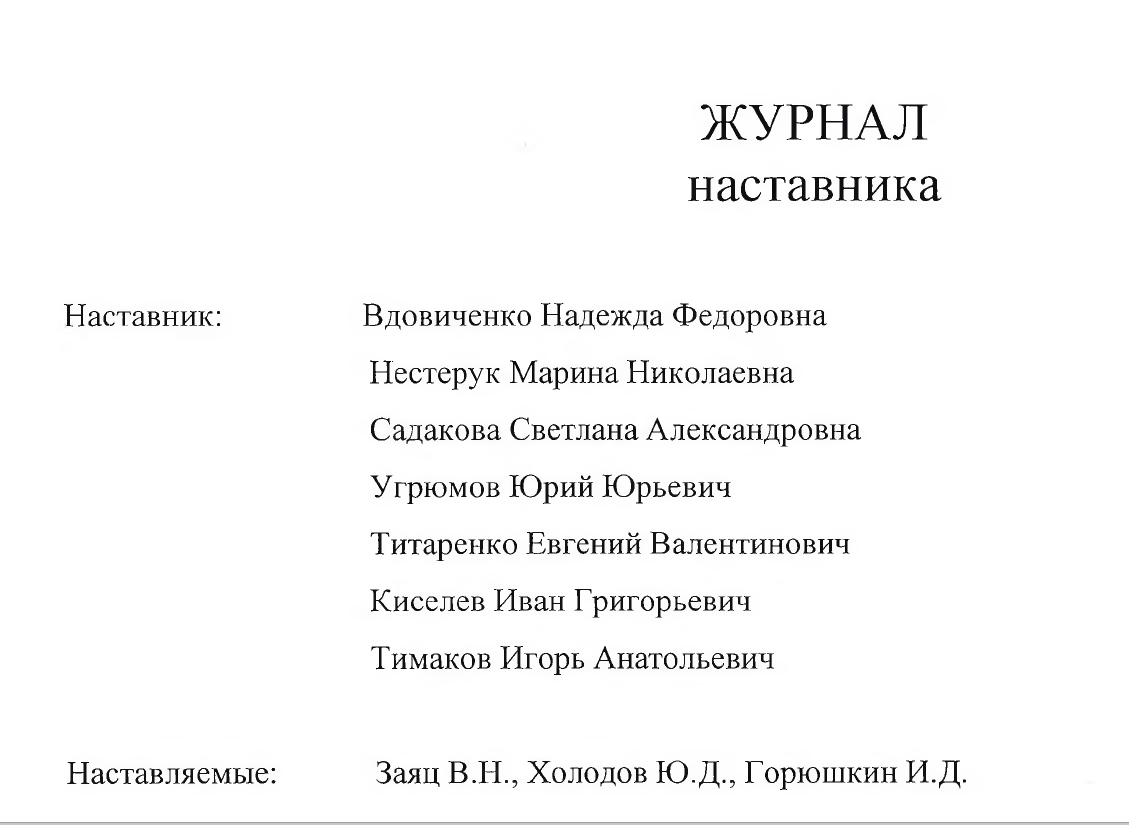 ЖУРНАЛ
наставника
Наставник: Вдовиченко Надежда Федоровна
Нестерук Марина Николаевна
Садакова Светлана Александровна
Угрюмов Юрий Юрьевич
Титаренко Евгений Валентинович
Киселев Иван Григорьевич
Тимаков Игорь Анатольевич
Наставляемые: Заяц В.Н., Холодов Ю.Д., Горюшкин И.Д.